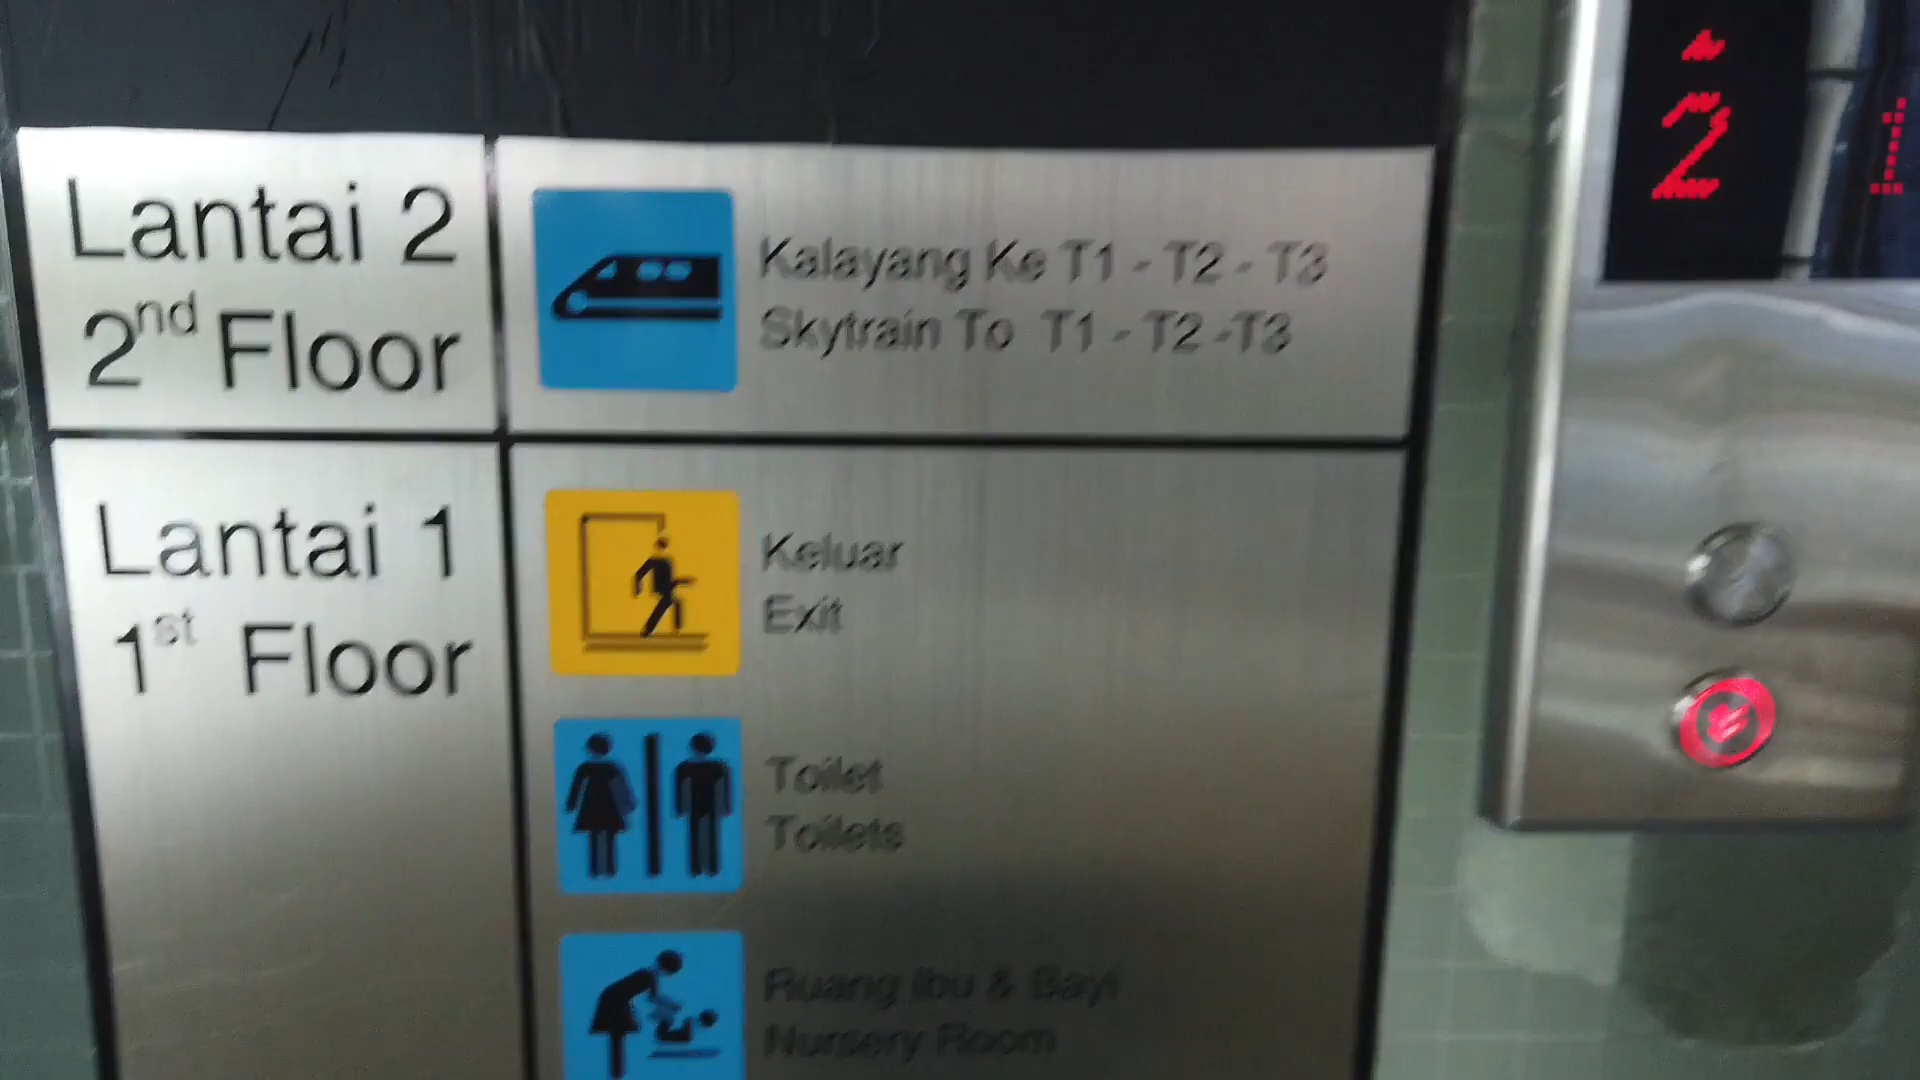 Lantai 2
2nd Floor
Kalayang Ke T1 - T2 - T3
Skytrain To T1 - T2 -T3
Lantai 1
1st Floor
Keluar
Exit
Toilet
Toilets
Ruang Ibu & Bayi
Nursery Room
2
1